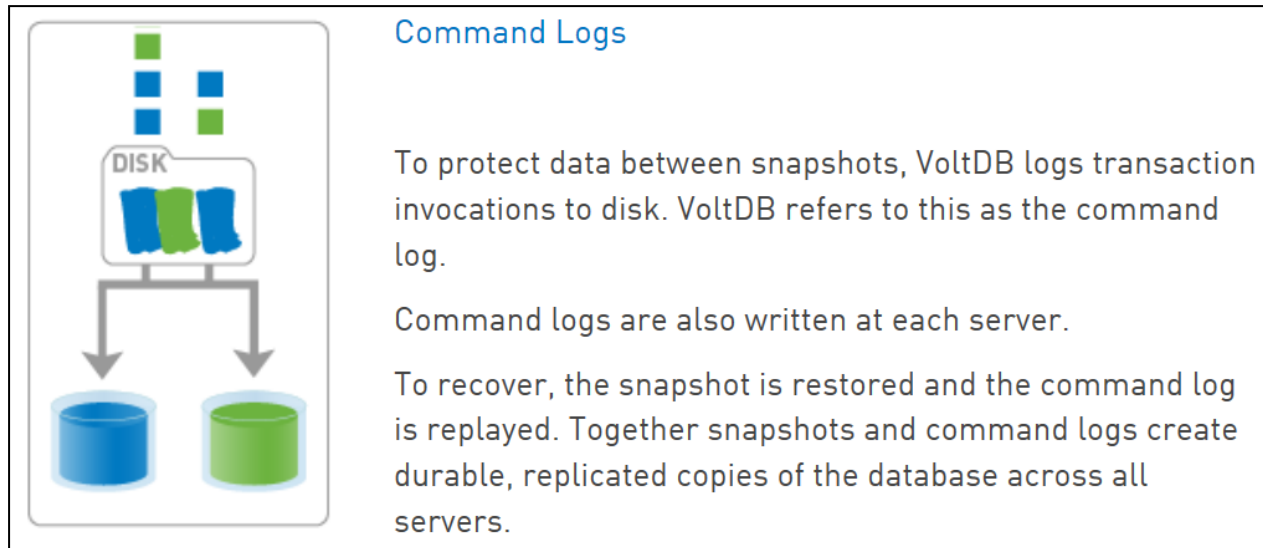 Command Logs
DISK
To protect data between snapshots, VoltDB logs transaction
invocations to disk. VoltDB refers to this as the command
log.
Command logs are also written at each server.
To recover, the snapshot is restored and the command log
is replayed. Together snapshots and command logs create
durable, replicated copies of the database across all
servers.